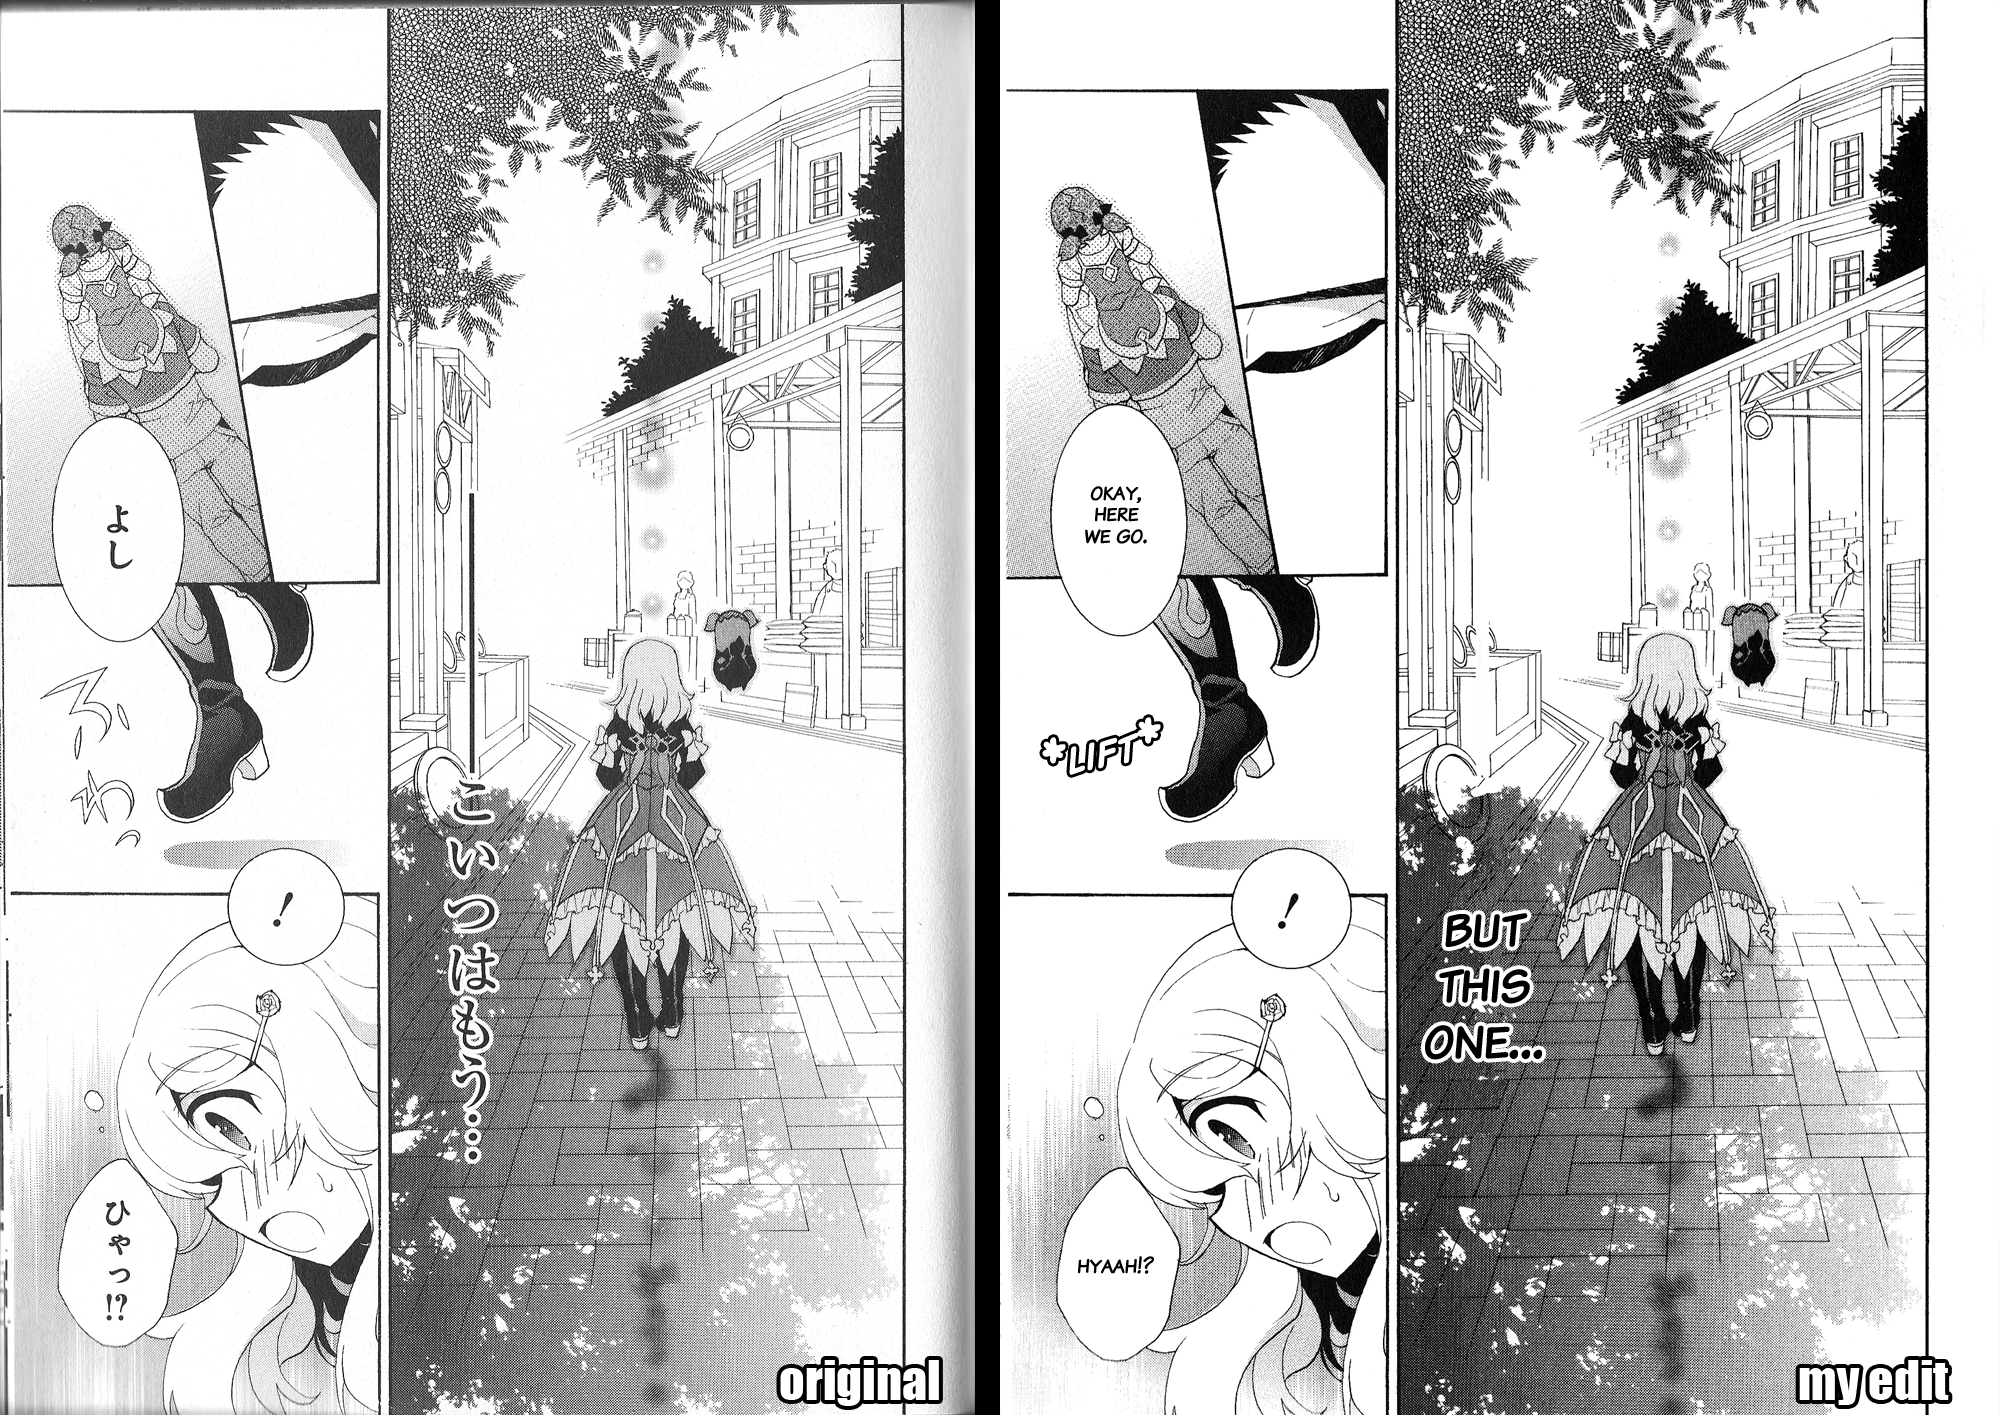 こいつはもう…
よし
ふわっ
!
ひやっ!?
original
OKAY,
HERE
WE GO.
*LIFT*
BUT
THIS
ONE...
!
HYAAH!?
my edit